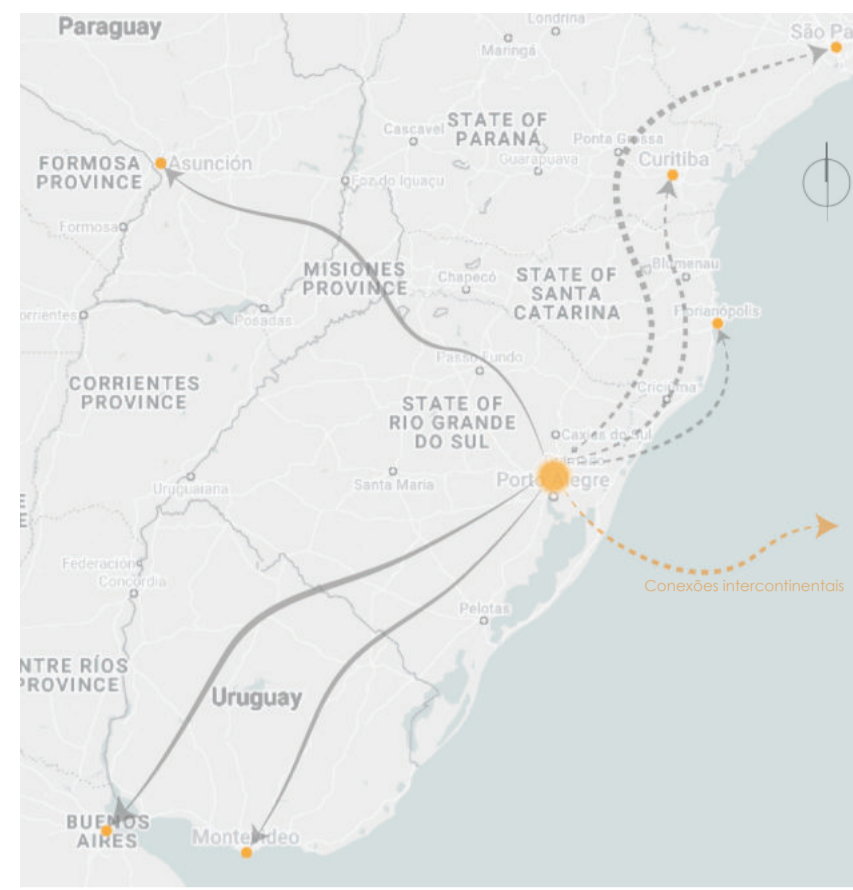 Londrina
Paraguay
São Pa
Maringá
STATE OF
PARANÁ
Cascavel
Ponta Grossa
Guarapuava
Curitiba
FORMOSA
PROVINCE
Asunción
Foz do Iguaçu
Formosa
MISIONES
PROVINCE
Chapecó
STATE OF
SANTA
CATARINA
Blumenau
Florianópolis
orrientes
Posadas
Passo Fundo
CORRIENTES
PROVINCE
Criciúma
STATE OF
RIO GRANDE
DO SUL
Caxias do Sul
Uruguaiana
Santa Maria
Porto Alegre
Federación
Concordia
Conexões intercontinentais
Pelotas
NTRE RÍOS
PROVINCE
Uruguay
BUENOS
AIRES
Montevideo